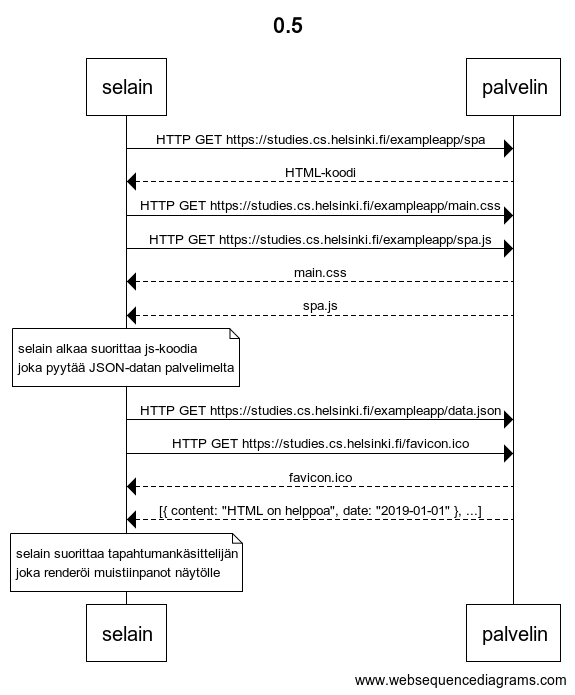 0.5
selain
palvelin
HTTP GET https://studies.cs.helsinki.fi/exampleapp/spa
HTML-koodi
HTTP GET https://studies.cs.helsinki.fi/exampleapp/main.css
HTTP GET https://studies.cs.helsinki.fi/exampleapp/spa.js
main.css
spa.js
selain alkaa suorittaa js-koodia
joka pyytää JSON-datan palvelimelta
HTTP GET https://studies.cs.helsinki.fi/exampleapp/data.json
HTTP GET https://studies.cs.helsinki.fi/favicon.ico
favicon.ico
[{ content: "HTML on helppoa", date: "2019-01-01" }, ...]
selain suorittaa tapahtumankäsittelijän
joka renderöi muistiinpanot näytölle
selain
palvelin
www.websequencediagrams.com